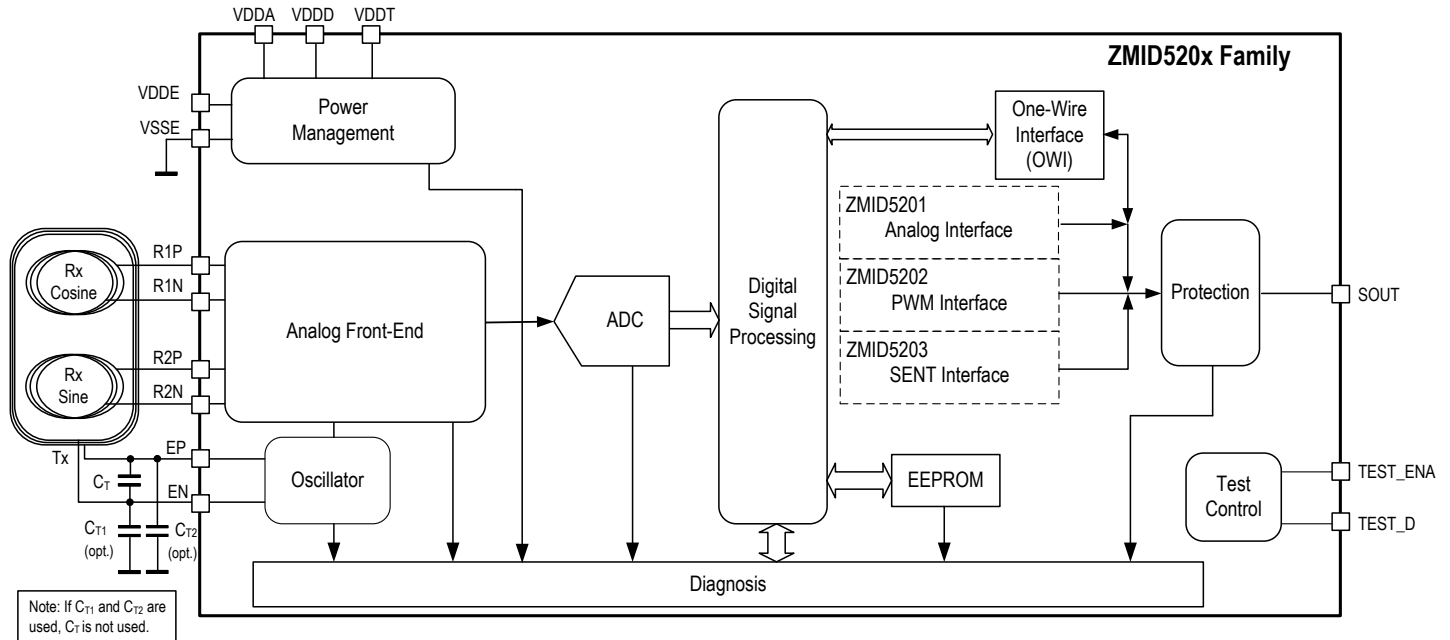 VDDA VDDD VDDT
ZMID520x Family
VDDE
VSSE
Power
Management
One-Wire
Interface
(OWI)
ZMID5201
Analog Interface
ZMID5202
PWM Interface
ZMID5203
SENT Interface
Rx
Cosine
Rx
Sine
R1P
R1N
R2P
R2N
Analog Front-End
ADC
Digital
Signal
Processing
Protection
SOUT
Tx
EP
EN
CT
CT1
(opt.)
CT2
(opt.)
Oscillator
EEPROM
Test
Control
TEST_ENA
TEST_D
Diagnosis
Note: If CT1 and CT2 are
used, CT is not used.